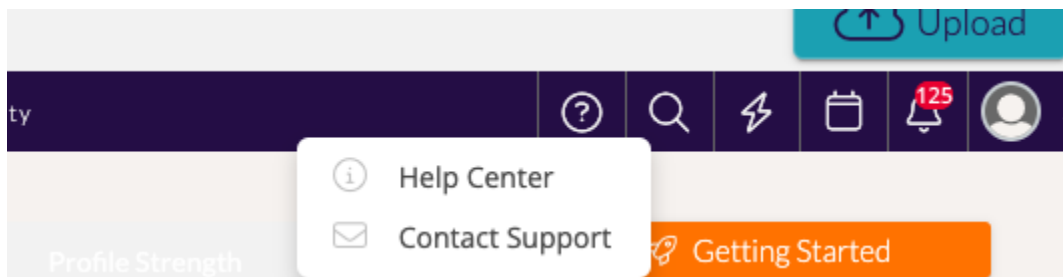 Upload
ty
125
Help Center
Contact Support
Profile Strength
Getting Started